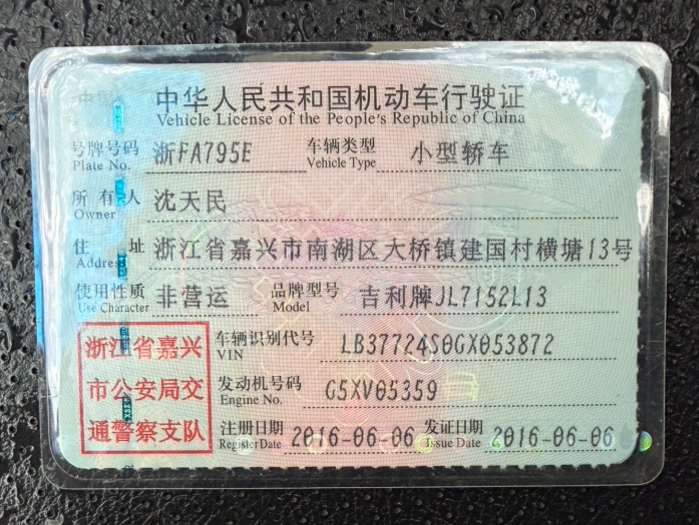 中华人民共和国机动车行驶证
Vehicle License of the People's Republic of China
号牌号码 浙FA795E 车辆类型 小型轿车
Plate No. Vehicle Type
所有人 沈天民
Owner
住址 浙江省嘉兴市南湖区大桥镇建国村横塘13号
Address
使用性质 非营运 品牌型号 吉利牌JL7152L13
Use Character Model
浙江省嘉兴
市公安局交
通警察支队
车辆识别代号 LB37724S0GX053872
VIN
发动机号码 G5XV05359
Engine No.
注册日期 2016-06-06 发证日期 2016-06-06
Register Date Issue Date